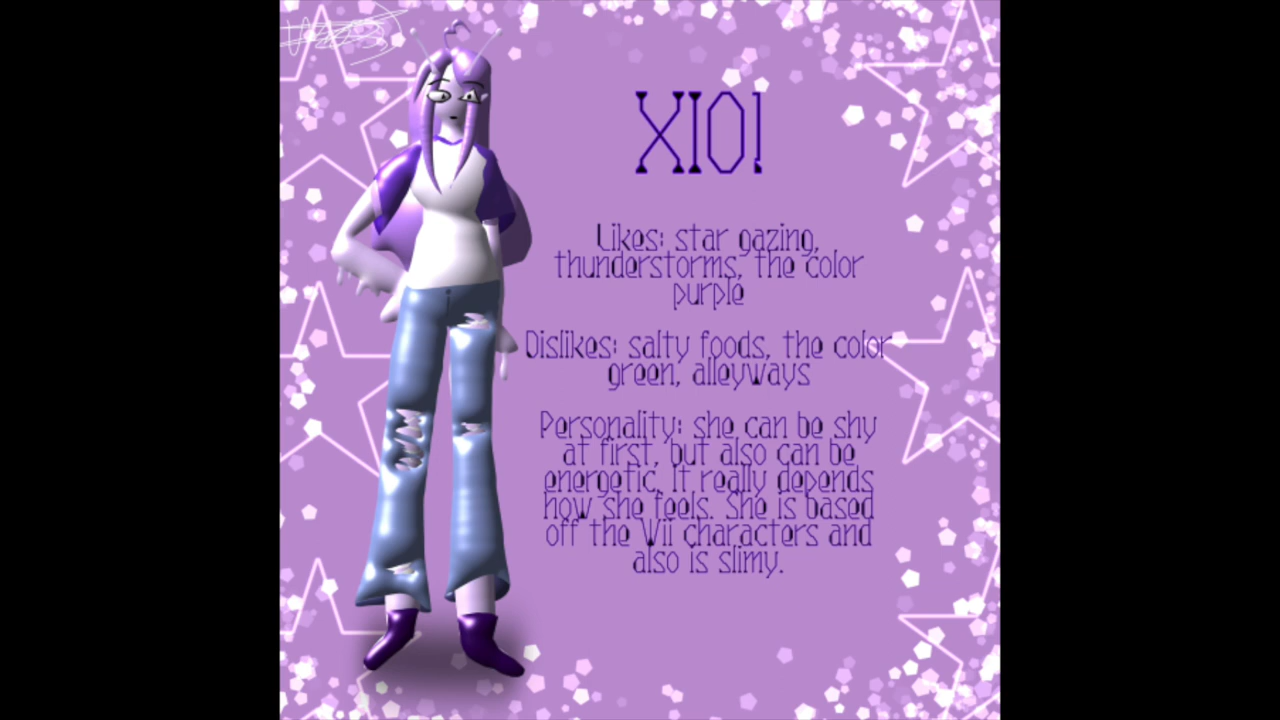 XIO!
Likes: star gazing,
thunderstorms, the color
purple
Dislikes: salty foods, the color
green, alleyways
Personality: she can be shy
at first, but also can be
energetic. It really depends
how she feels. She is based
off the Wii characters and
also is slimy.